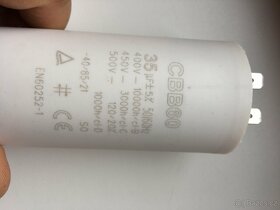 CBB60
35 µF±5% 50/60Hz
400V - 10000h-cl-B
450V - 3000h-cl-C
500V - 1000h-cl-D
-40/85/21 S0
EN60252-1
CE